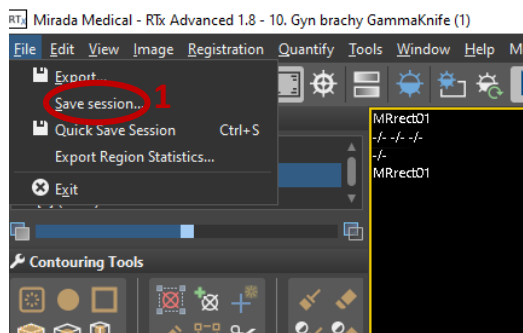 RTx Mirada Medical - RTx Advanced 1.8 - 10. Gyn brachy GammaKnife (1)
File Edit View Image Registration Quantify Tools Window Help M
Export...
Save session... 1
Quick Save Session Ctrl+S
Export Region Statistics...
Exit
MRrect01
-/- -/- -/-
-/-
MRrect01
Contouring Tools